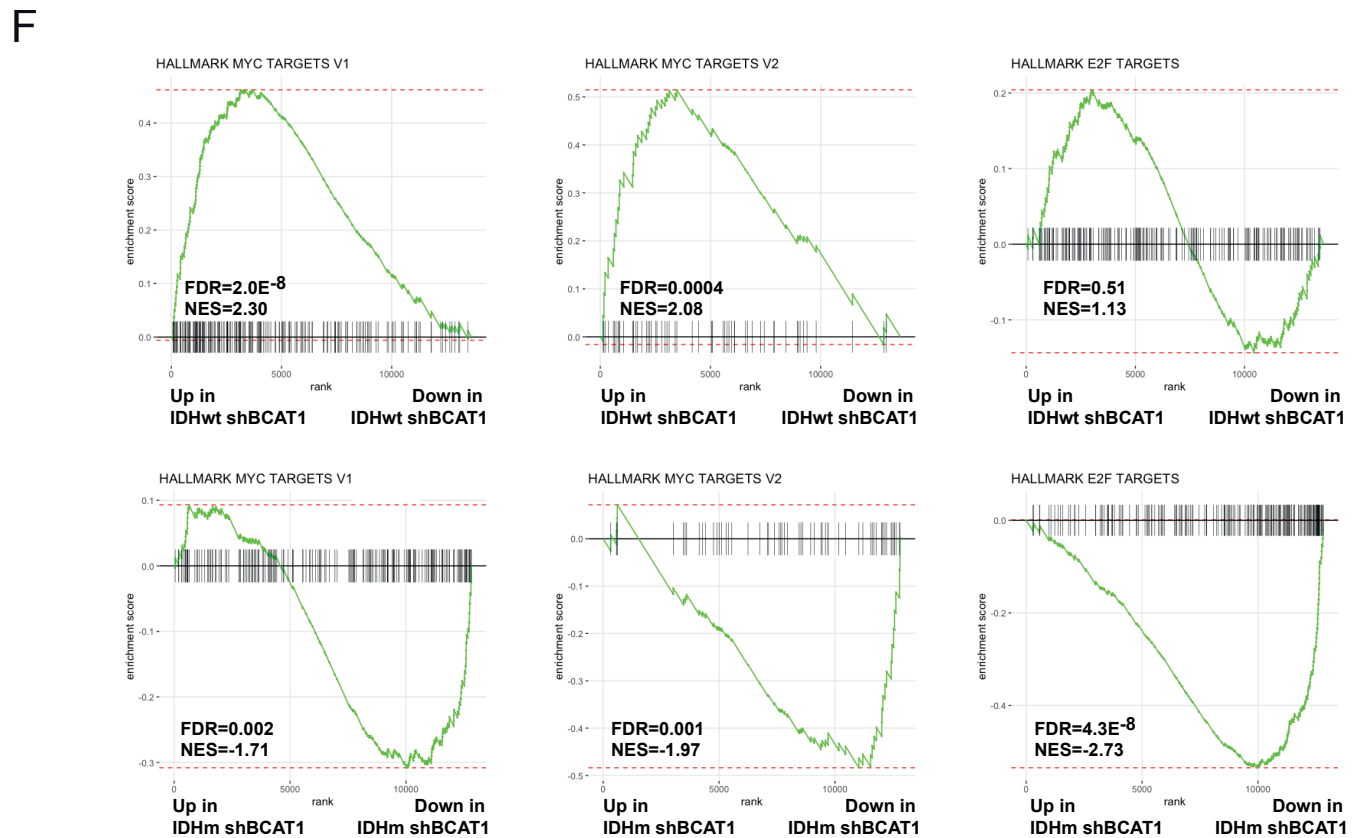 F
HALLMARK MYC TARGETS V1
enrichment score
0.4
0.3
0.2
0.1
0.0
FDR=2.0E-8
NES=2.30
0 5000 10000
rank
Up in Down in
IDHwt shBCAT1 IDHwt shBCAT1
HALLMARK MYC TARGETS V2
enrichment score
0.5
0.4
0.3
0.2
0.1
0.0
FDR=0.0004
NES=2.08
0 5000 10000
rank
Up in Down in
IDHwt shBCAT1 IDHwt shBCAT1
HALLMARK E2F TARGETS
enrichment score
0.2
0.1
0.0
-0.1
FDR=0.51
NES=1.13
0 5000 10000
rank
Up in Down in
IDHwt shBCAT1 IDHwt shBCAT1
HALLMARK MYC TARGETS V1
enrichment score
0.1
0.0
-0.1
-0.2
-0.3
FDR=0.002
NES=-1.71
0 5000 10000
rank
Up in Down in
IDHm shBCAT1 IDHm shBCAT1
HALLMARK MYC TARGETS V2
enrichment score
0.0
-0.1
-0.2
-0.3
-0.4
-0.5
FDR=0.001
NES=-1.97
0 5000 10000
rank
Up in Down in
IDHm shBCAT1 IDHm shBCAT1
HALLMARK E2F TARGETS
enrichment score
0.0
-0.2
-0.4
FDR=4.3E-8
NES=-2.73
0 5000 10000
rank
Up in Down in
IDHm shBCAT1 IDHm shBCAT1